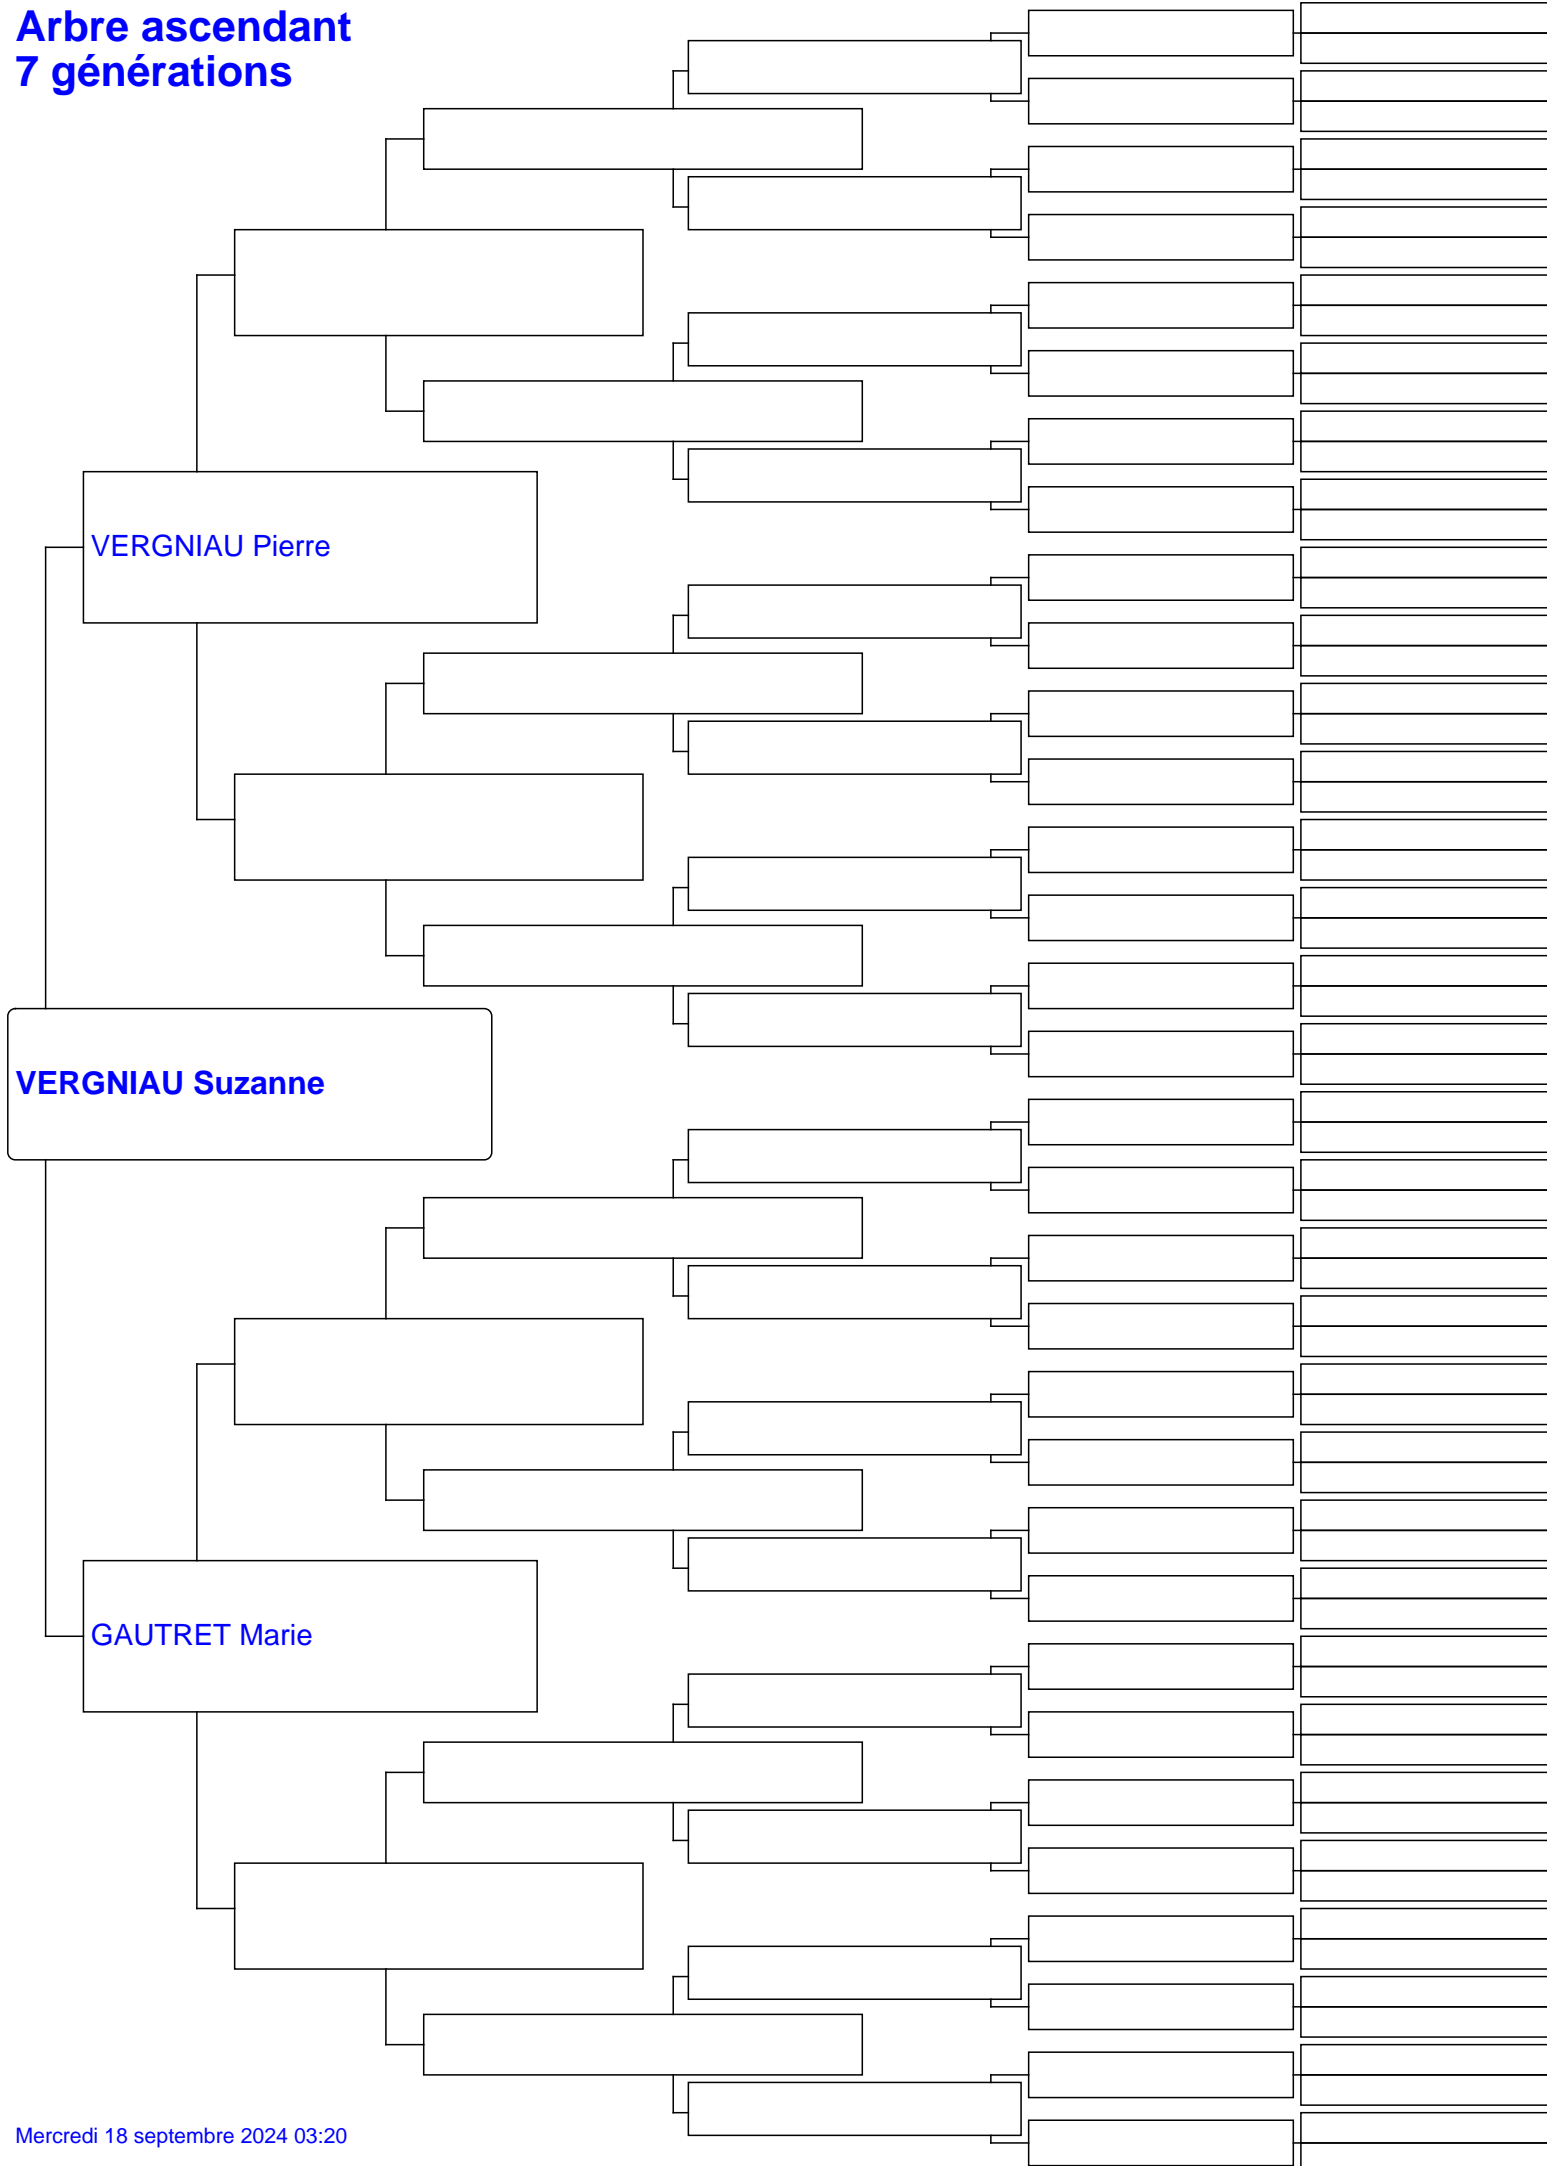 Arbre ascendant
7 générations
VERGNIAU Pierre
VERGNIAU Suzanne
GAUTRET Marie
Mercredi 18 septembre 2024 03:20